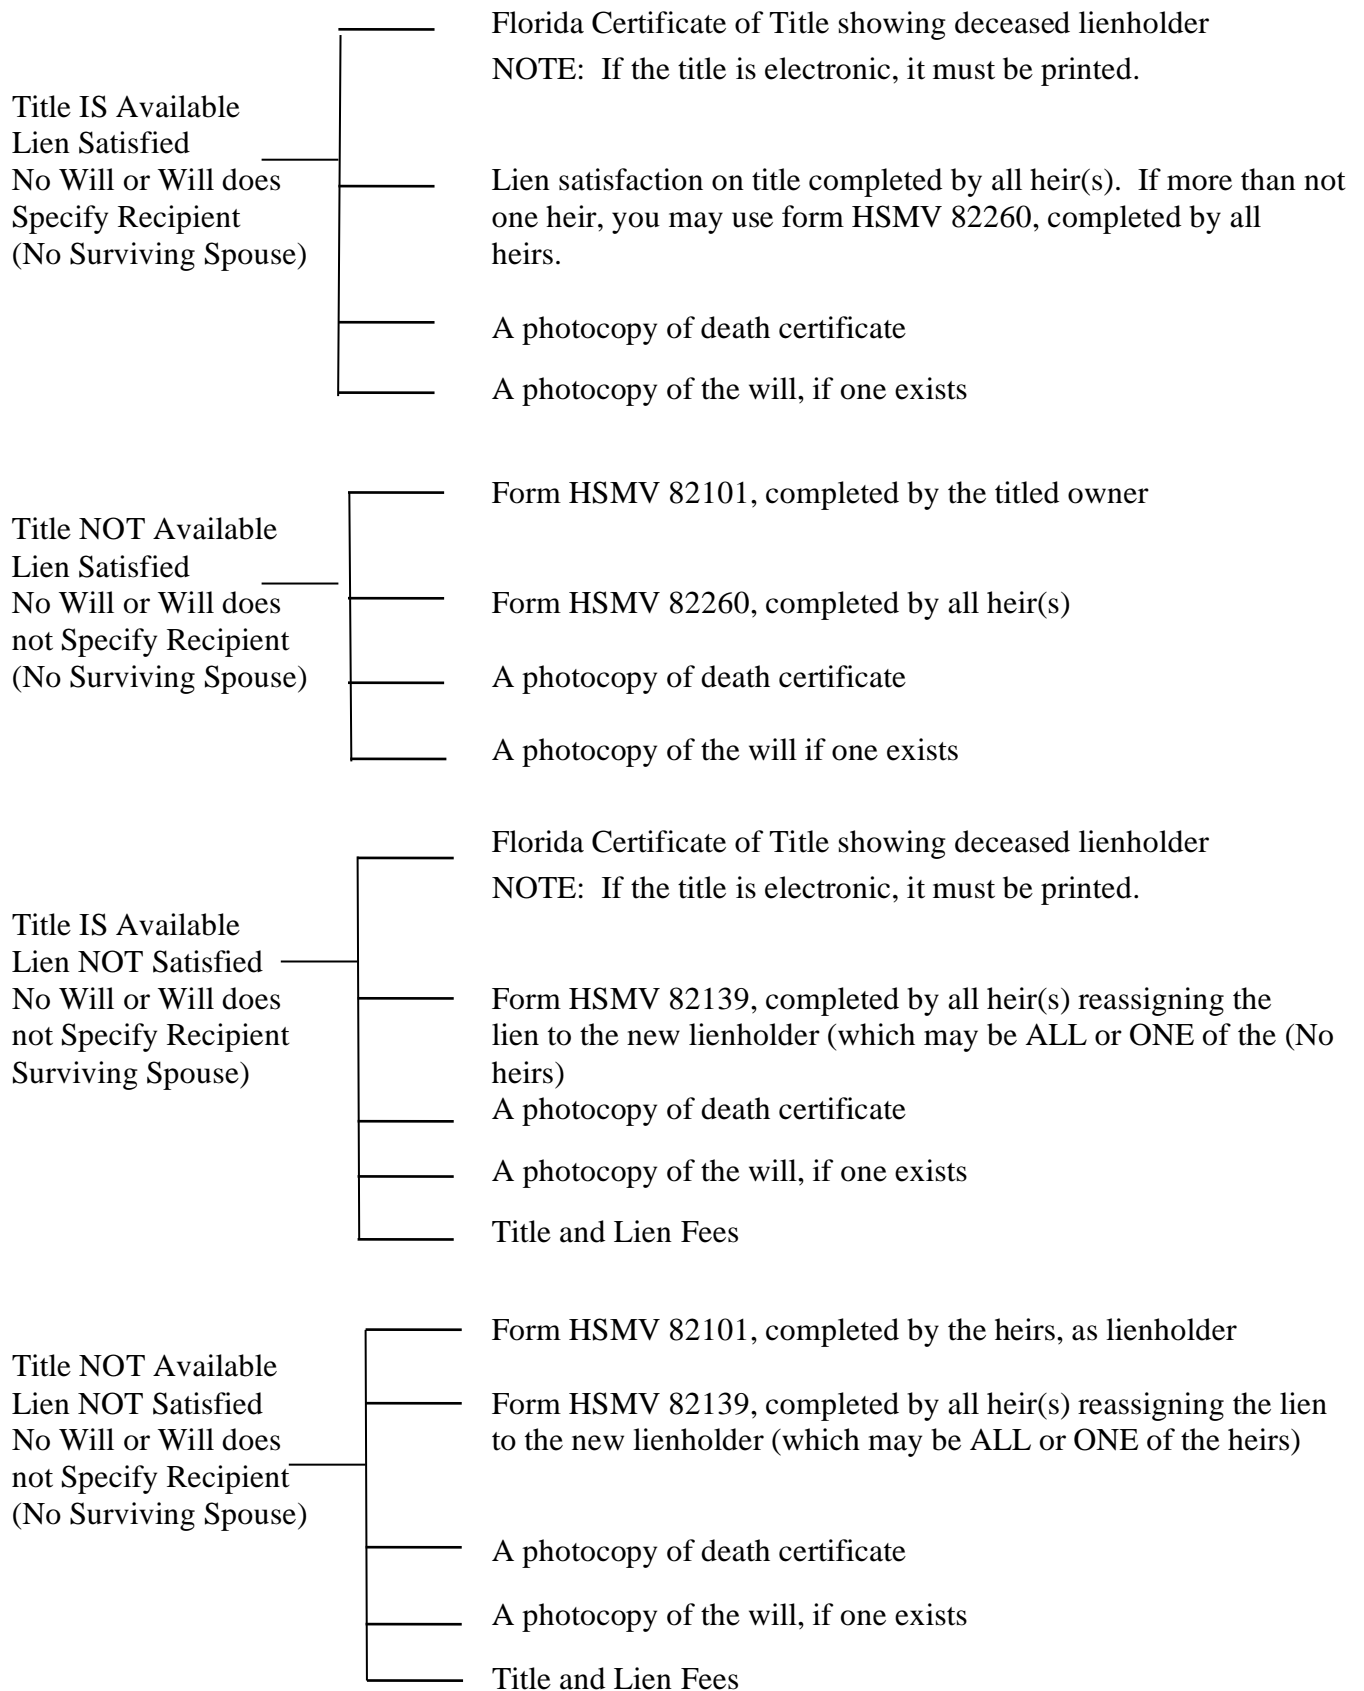 Florida Certificate of Title showing deceased lienholder
NOTE:  If the title is electronic, it must be printed.
Title IS Available
Lien Satisfied
No Will or Will does
Specify Recipient
(No Surviving Spouse)
Lien satisfaction on title completed by all heir(s).  If more than not
one heir, you may use form HSMV 82260, completed by all
heirs.
A photocopy of death certificate
A photocopy of the will, if one exists
Form HSMV 82101, completed by the titled owner
Title NOT Available
Lien Satisfied
No Will or Will does
not Specify Recipient
(No Surviving Spouse)
Form HSMV 82260, completed by all heir(s)
A photocopy of death certificate
A photocopy of the will if one exists
Florida Certificate of Title showing deceased lienholder
NOTE:  If the title is electronic, it must be printed.
Title IS Available
Lien NOT Satisfied
No Will or Will does
not Specify Recipient
Surviving Spouse)
Form HSMV 82139, completed by all heir(s) reassigning the
lien to the new lienholder (which may be ALL or ONE of the (No
heirs)
A photocopy of death certificate
A photocopy of the will, if one exists
Title and Lien Fees
Form HSMV 82101, completed by the heirs, as lienholder
Title NOT Available
Lien NOT Satisfied
No Will or Will does
not Specify Recipient
(No Surviving Spouse)
Form HSMV 82139, completed by all heir(s) reassigning the lien
to the new lienholder (which may be ALL or ONE of the heirs)
A photocopy of death certificate
A photocopy of the will, if one exists
Title and Lien Fees